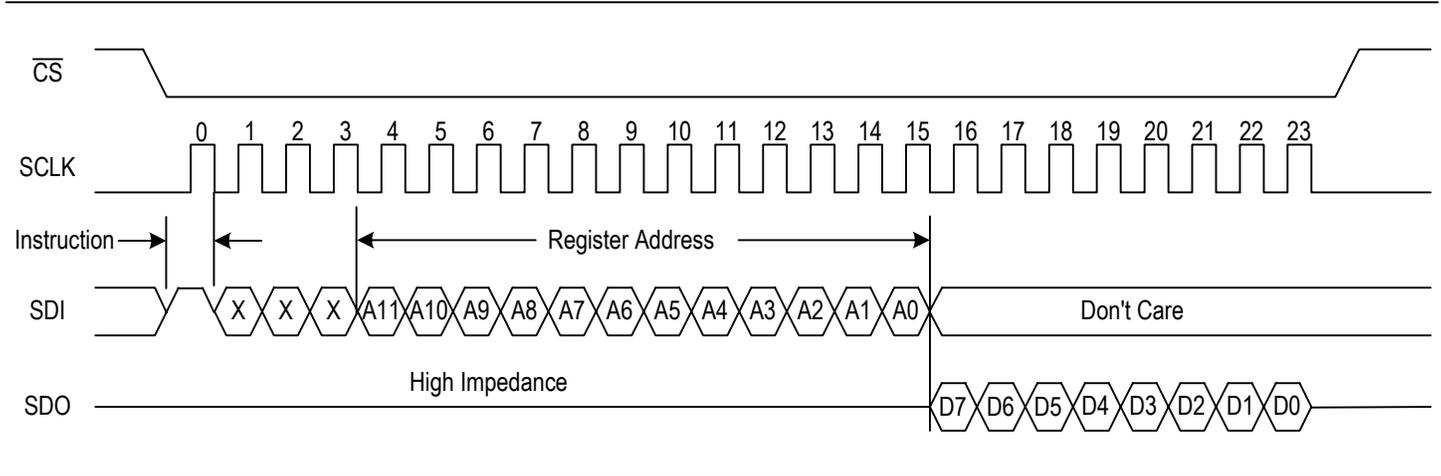 CS
0 1 2 3 4 5 6 7 8 9 10 11 12 13 14 15 16 17 18 19 20 21 22 23
SCLK
Instruction Register Address
SDI X X X A11 A10 A9 A8 A7 A6 A5 A4 A3 A2 A1 A0 Don't Care
High Impedance
SDO D7 D6 D5 D4 D3 D2 D1 D0